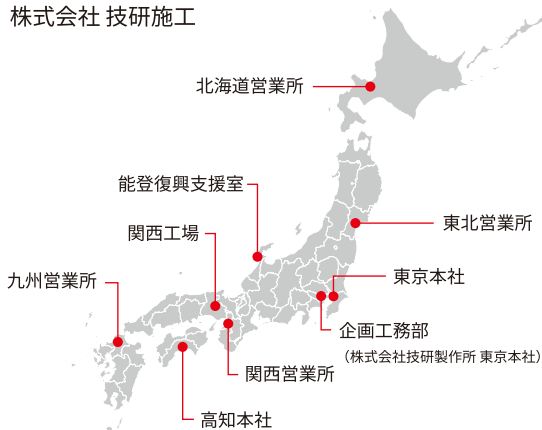 株式会社 技研施工
北海道営業所
能登復興支援室
東北営業所
関西工場
九州営業所
東京本社
企画工務部
（株式会社技研製作所 東京本社）
関西営業所
高知本社